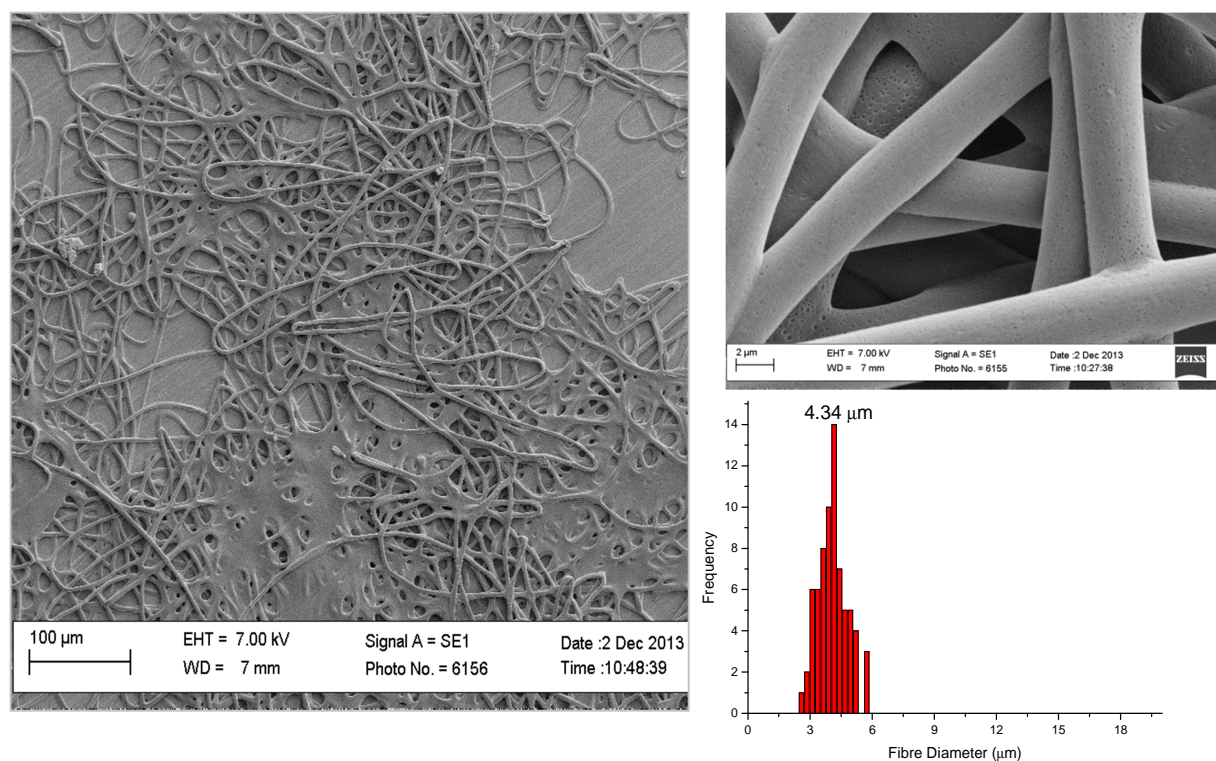 100 µm
EHT = 7.00 kV
Signal A = SE1
Date :2 Dec 2013
WD = 7 mm
Photo No. = 6156
Time :10:48:39
2 µm
EHT = 7.00 kV
Signal A = SE1
Date :2 Dec 2013
WD = 7 mm
Photo No. = 6155
Time :10:27:38
ZEISS
4.34 µm
Frequency
14
12
10
8
6
4
2
0
0 3 6 9 12 15 18
Fibre Diameter (µm)